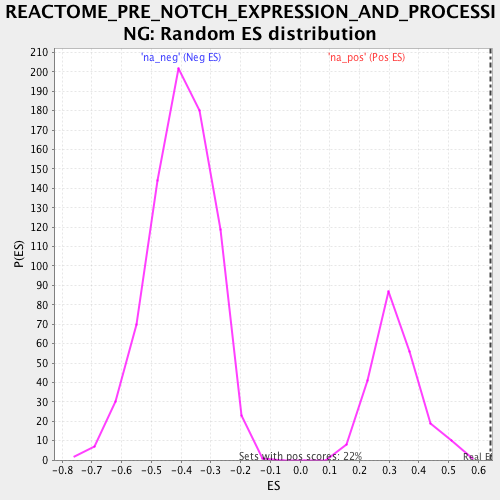 REACTOME_PRE_NOTCH_EXPRESSION_AND_PROCESSI
NG: Random ES distribution
'na_neg' (Neg ES) 'na_pos' (Pos ES)
210
200
190
180
170
160
150
140
130
120
110
100
90
80
70
60
50
40
30
20
10
0
P(ES)
Sets with pos scores: 22%
Real E
-0.8 -0.7 -0.6 -0.5 -0.4 -0.3 -0.2 -0.1 0.0 0.1 0.2 0.3 0.4 0.5 0.6
ES